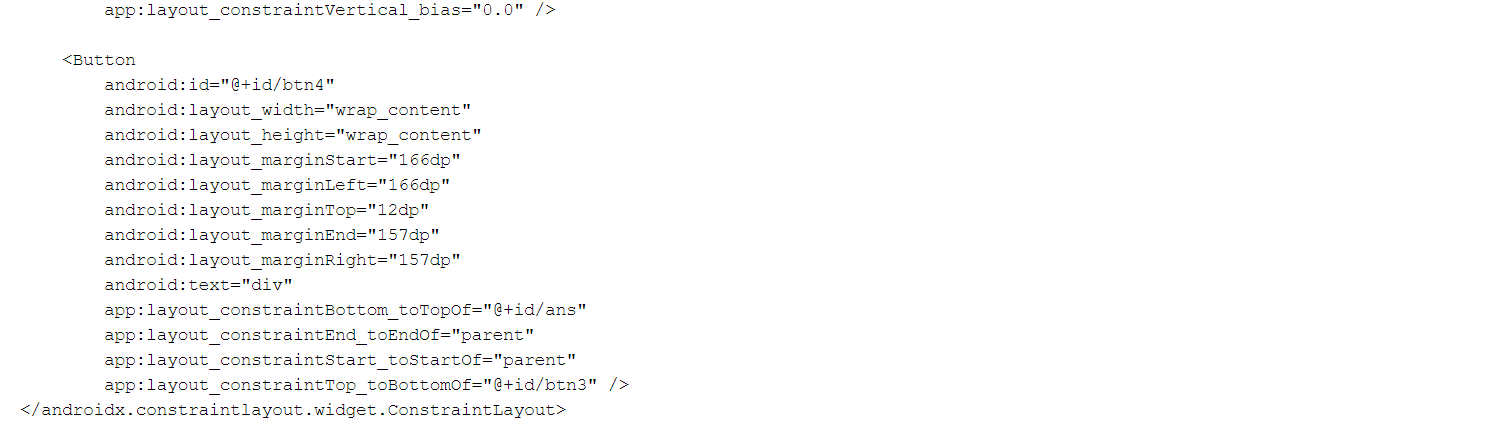 app:layout_constraintVertical_bias="0.0" />
<Button
android:id="@+id/btn4"
android:layout_width="wrap_content"
android:layout_height="wrap_content"
android:layout_marginStart="166dp"
android:layout_marginLeft="166dp"
android:layout_marginTop="12dp"
android:layout_marginEnd="157dp"
android:layout_marginRight="157dp"
android:text="div"
app:layout_constraintBottom_toTopOf="@+id/ans"
app:layout_constraintEnd_toEndOf="parent"
app:layout_constraintStart_toStartOf="parent"
app:layout_constraintTop_toBottomOf="@+id/btn3" />
</androidx.constraintlayout.widget.ConstraintLayout>